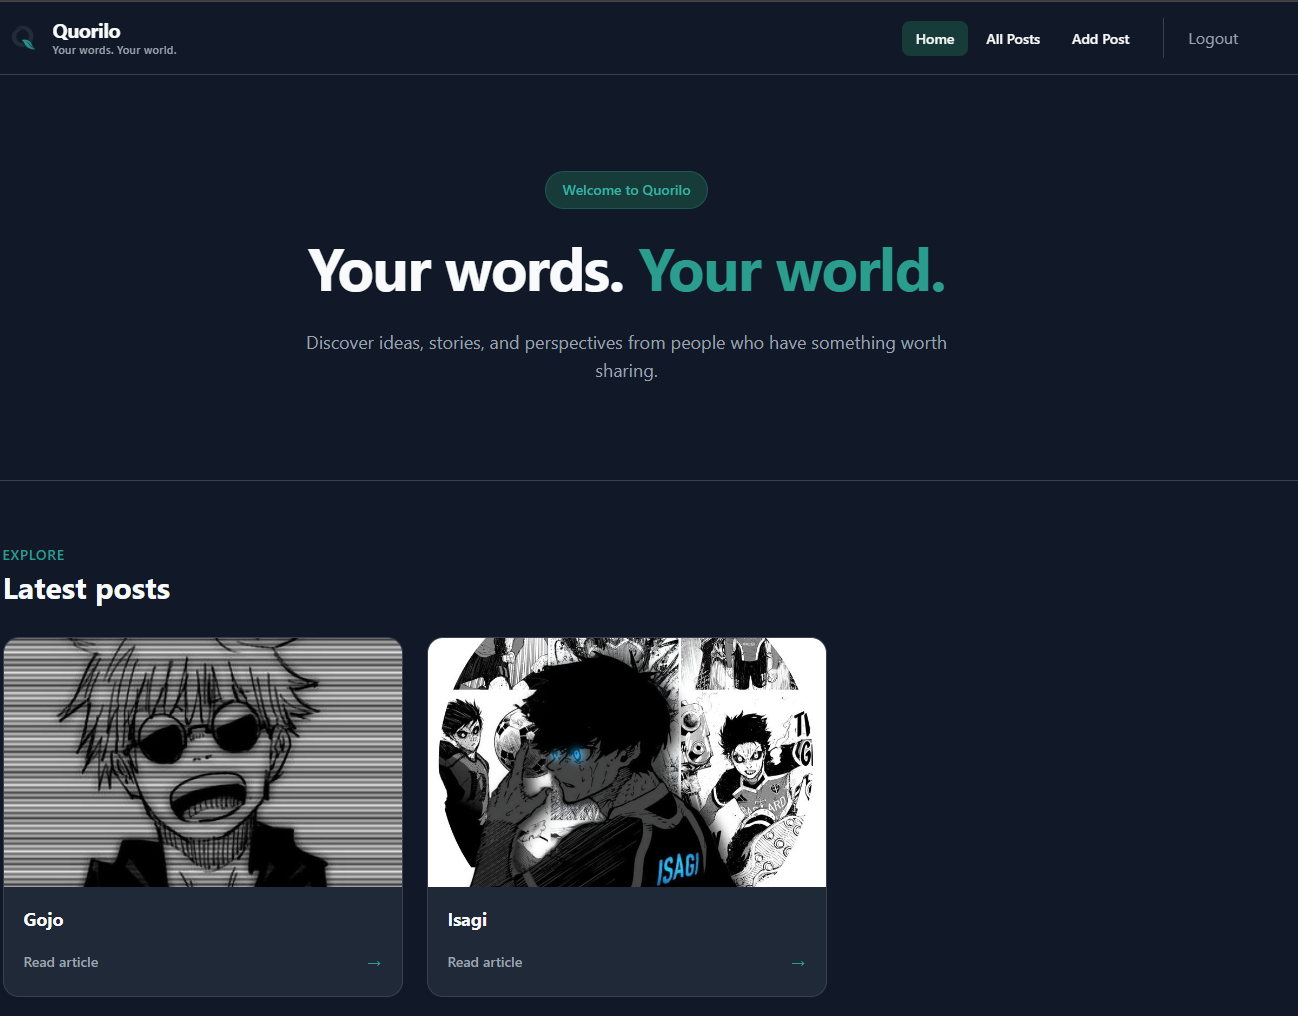 Quorilo
Your words. Your world.
Home
All Posts
Add Post
Logout
Welcome to Quorilo
Your words. Your world.
Discover ideas, stories, and perspectives from people who have something worth
sharing.
EXPLORE
Latest posts
ISAGI
Gojo
Read article →
Isagi
Read article →